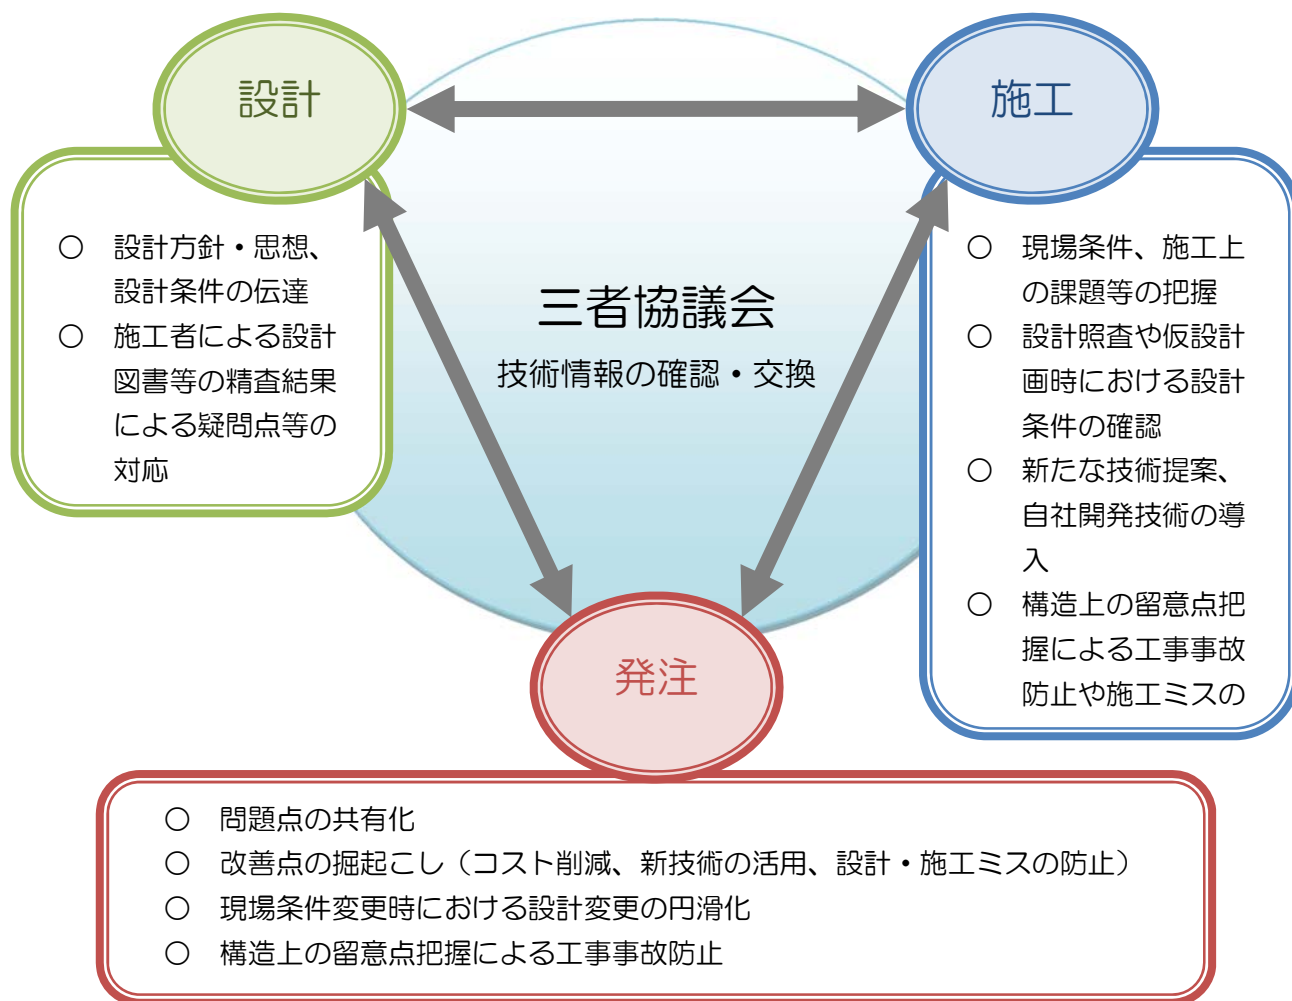 設計
施工
○ 設計方針・思想、
設計条件の伝達
○ 施工者による設計
図書等の精査結果
による疑問点等の
対応
三者協議会
技術情報の確認・交換
○ 現場条件、施工上
の課題等の把握
○ 設計照査や仮設計
画時における設計
条件の確認
○ 新たな技術提案、
自社開発技術の導
入
○ 構造上の留意点把
握による工事事故
防止や施工ミスの
発注
○ 問題点の共有化
○ 改善点の掘起こし（コスト削減、新技術の活用、設計・施工ミスの防止）
○ 現場条件変更時における設計変更の円滑化
○ 構造上の留意点把握による工事事故防止